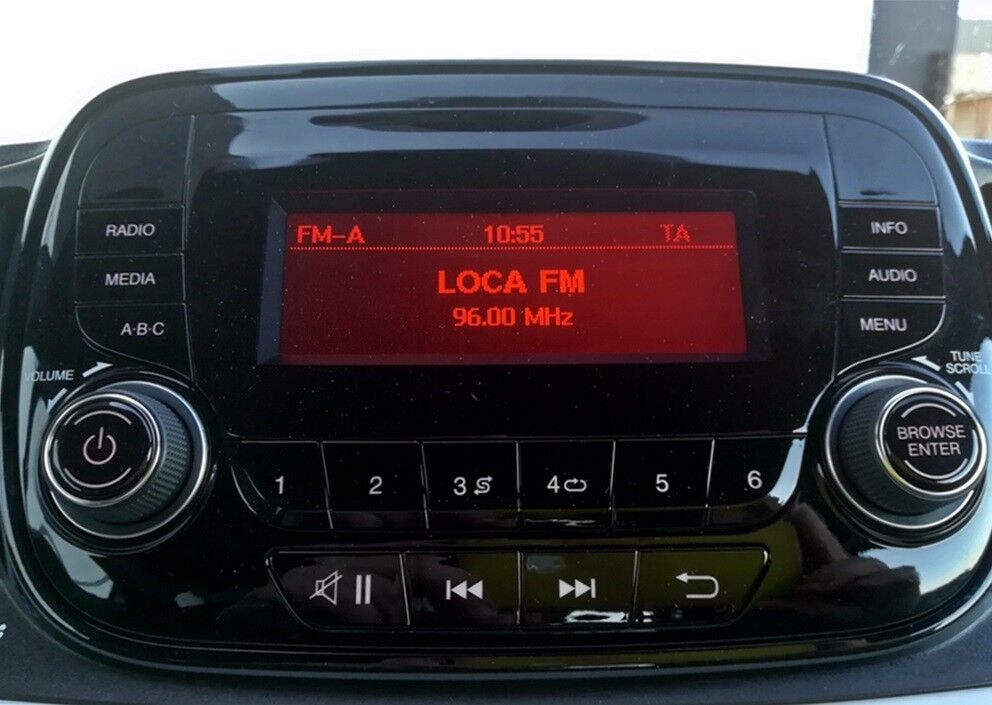 FM-A 10:55 TA
LOCA FM
96.00 MHz
RADIO
MEDIA
A·B·C
VOLUME
INFO
AUDIO
MENU
TUNE
SCROLL
BROWSE
ENTER
1 2 3 4 5 6